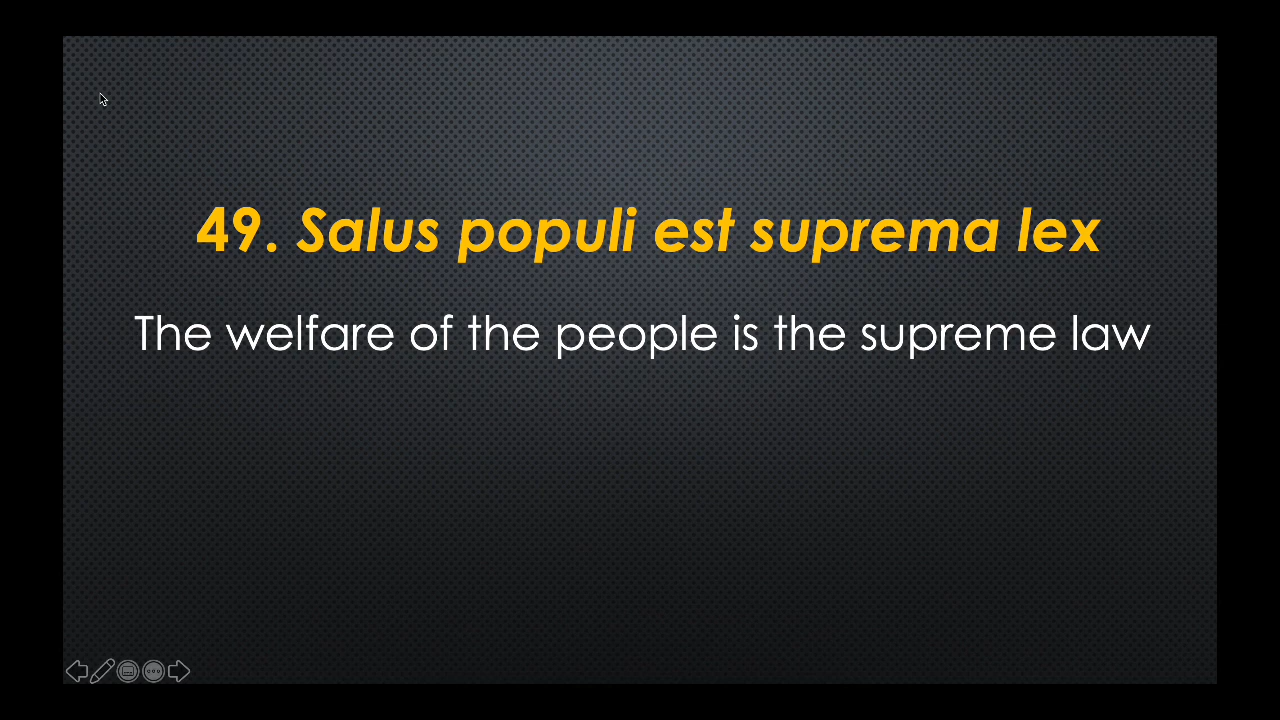 49. Salus populi est suprema lex
The welfare of the people is the supreme law